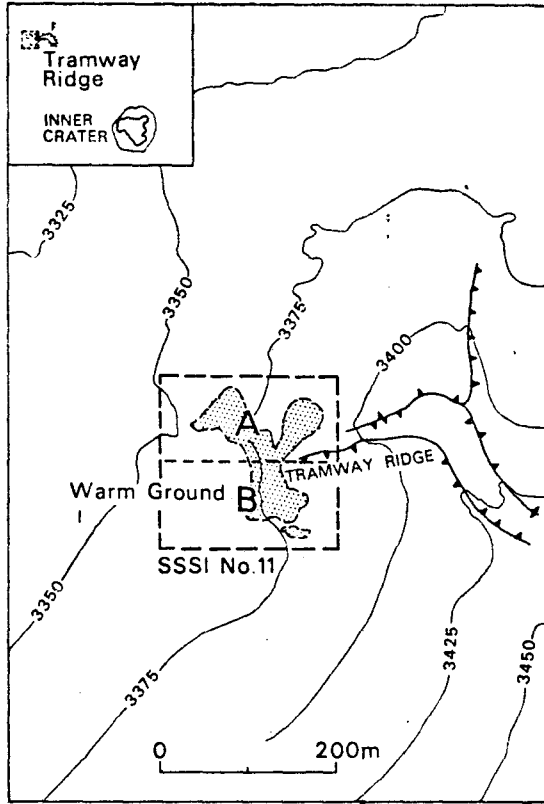 Tramway
Ridge
INNER
CRATER
3325
3350
3375
3400
A
TRAMWAY RIDGE
Warm Ground
B
SSSI No.11
3350
3375
3425
3450
0
200m